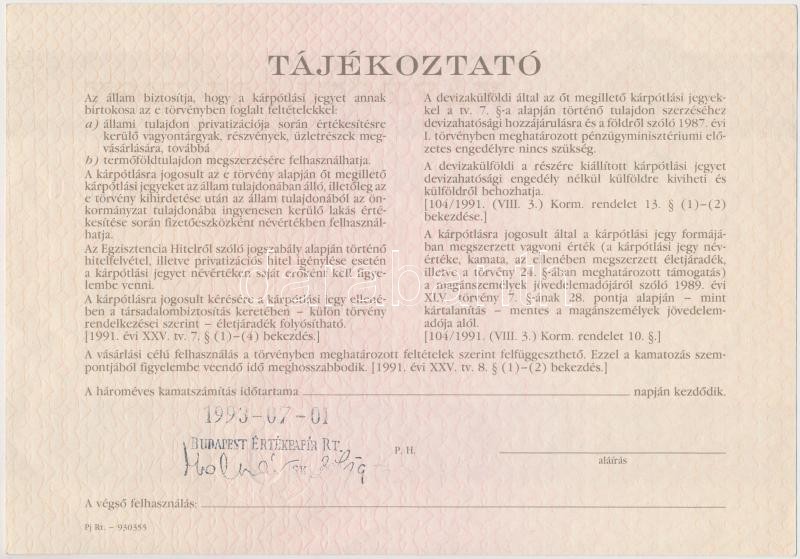 TÁJÉKOZTATÓ
Az állam biztosítja, hogy a kárpótlási jegyet annak
birtokosa az e törvényben foglalt feltételekkel:
a) állami tulajdon privatizációja során értékesítésre
kerülő vagyontárgyak, részvények, üzletrészek meg-
vásárlására, továbbá
b) termőföldtulajdon megszerzésére felhasználhatja.
A kárpótlásra jogosult az e törvény alapján őt megillető
kárpótlási jegyeket az állam tulajdonában álló, illetőleg az
e törvény kihirdetése után az állam tulajdonából az ön-
kormányzat tulajdonába ingyenesen kerülő lakás érté-
kesítése során fizetőeszközként névértékben felhasznál-
hatja.
Az Egzisztencia Hitelről szóló jogszabály alapján történő
hitelfelvétel, illetve privatizációs hitel igénylése esetén
a kárpótlási jegyet névértéken saját erőként kell figye-
lembe venni.
A kárpótlásra jogosult kérésére a kárpótlási jegy ellené-
ben a társadalombiztosítás keretében – külön törvény
rendelkezései szerint – életjáradék folyósítható.
[1991. évi XXV. tv. 7. § (1)–(4) bekezdés.]
A devizakülföldi által az őt megillető kárpótlási jegyek-
kel a tv. 7. §-a alapján történő tulajdon szerzéséhez
devizahatósági hozzájárulásra és a földről szóló 1987. évi
I. törvényben meghatározott pénzügyminisztériumi elő-
zetes engedélyre nincs szükség.
A devizakülföldi a részére kiállított kárpótlási jegyet
devizahatósági engedély nélkül külföldre kiviheti és
külföldről behozhatja.
[104/1991. (VIII. 3.) Korm. rendelet 13. § (1)–(2)
bekezdése.]
A kárpótlásra jogosult által a kárpótlási jegy formájá-
ban megszerzett vagyoni érték (a kárpótlási jegy név-
értéke, kamata, az ellenében megszerzett életjáradék,
illetve a törvény 24. §-ában meghatározott támogatás)
a magánszemélyek jövedelemadójáról szóló 1989. évi
XLV. törvény 7. §-ának 28. pontja alapján – mint
kártalanítás – mentes a magánszemélyek jövedelem-
adója alól.
[104/1991. (VIII. 3.) Korm. rendelet 10. §.]
A vásárlási célú felhasználás a törvényben meghatározott feltételek szerint felfüggeszthető. Ezzel a kamatozás szem-
pontjából figyelembe veendő idő meghosszabbodik. [1991. évi XXV. tv. 8. § (1)–(2) bekezdés.]
A hároméves kamatszámítás időtartama napján kezdődik.
1993-07-01
BUDAPEST ÉRTÉKPAPÍR RT.
P. H.
aláírás
A végső felhasználás:
Pj Rt. – 930355